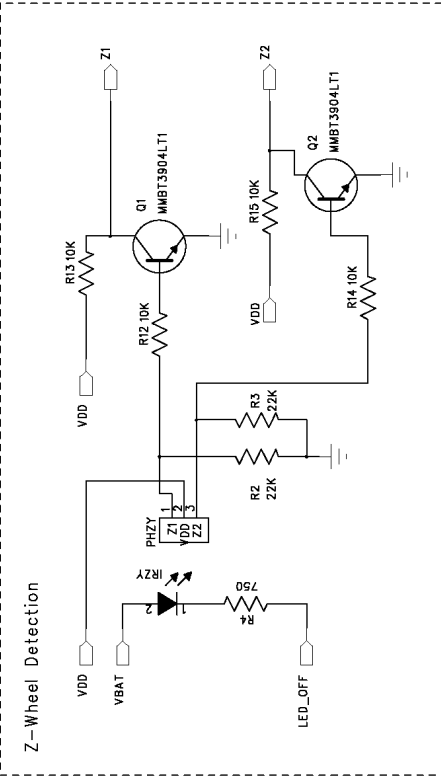 Z-Wheel Detection
Z1
Z2
Q1
MMBT3904LT1
Q2
MMBT3904LT1
R13 10K
R15 10K
R12 10K
R14 10K
VDD
VDD
R3
22K
R2
22K
PHZY
1
2
3
Z1
VDD
Z2
IRZY
2
1
R4
750
VDD
VBAT
LED_OFF